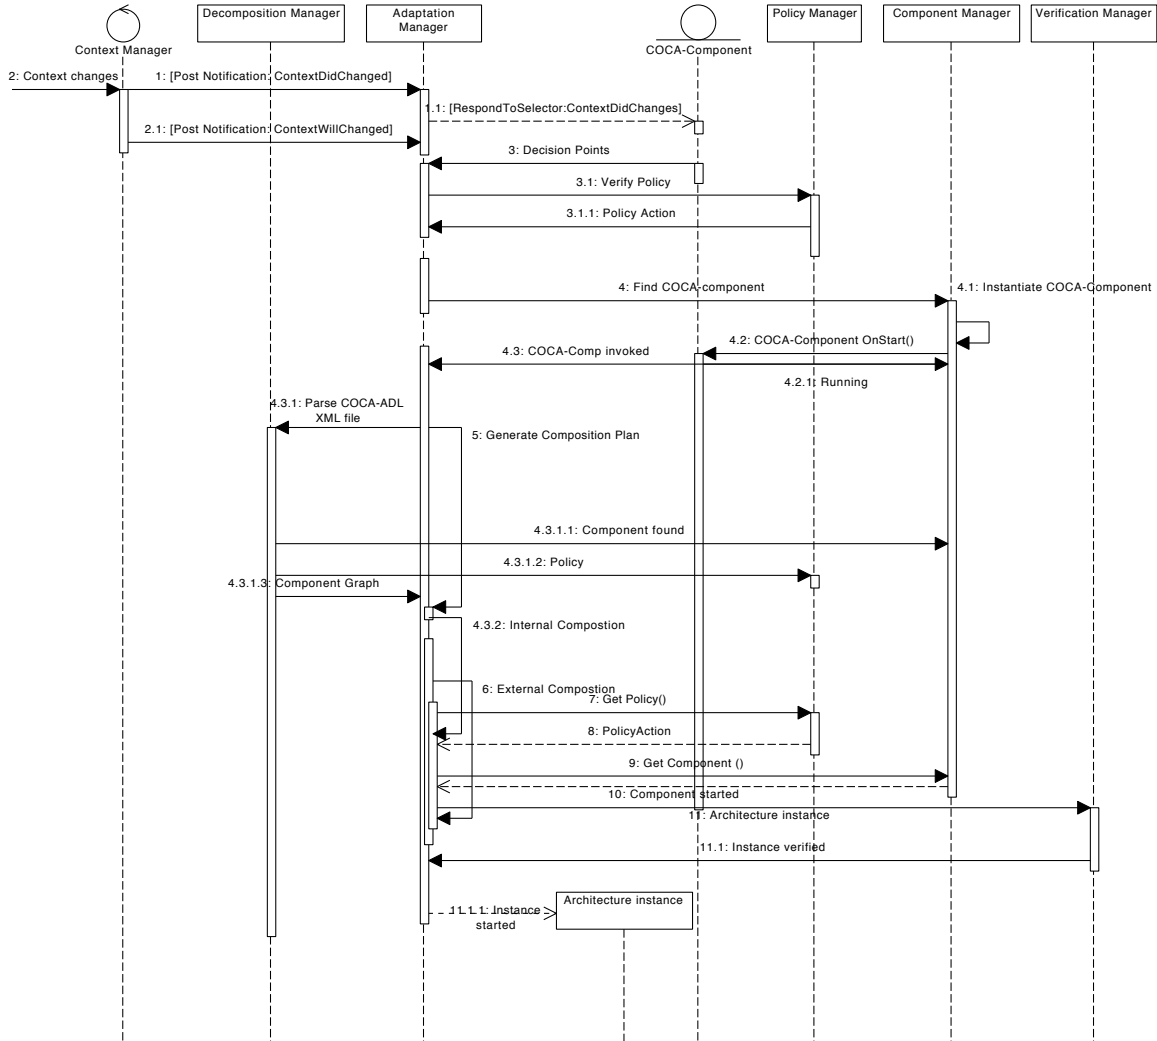 Decomposition Manager
Adaptation
Manager
Policy Manager
Component Manager
Verification Manager
Context Manager
COCA-Component
2: Context changes
1: [Post Notification: ContextDidChanged]
1.1: [RespondToSelector:ContextDidChanges]
2.1: [Post Notification: ContextWillChanged]
3: Decision Points
3.1: Verify Policy
3.1.1: Policy Action
4: Find COCA-component
4.1: Instantiate COCA-Component
4.2: COCA-Component OnStart()
4.3: COCA-Comp invoked
4.2.1: Running
4.3.1: Parse COCA-ADL
XML file
5: Generate Composition Plan
4.3.1.1: Component found
4.3.1.2: Policy
4.3.1.3: Component Graph
4.3.2: Internal Compostion
6: External Compostion
7: Get Policy()
8: PolicyAction
9: Get Component ()
10: Component started
11: Architecture instance
11.1: Instance verified
Architecture instance
11.1.1: Instance
started